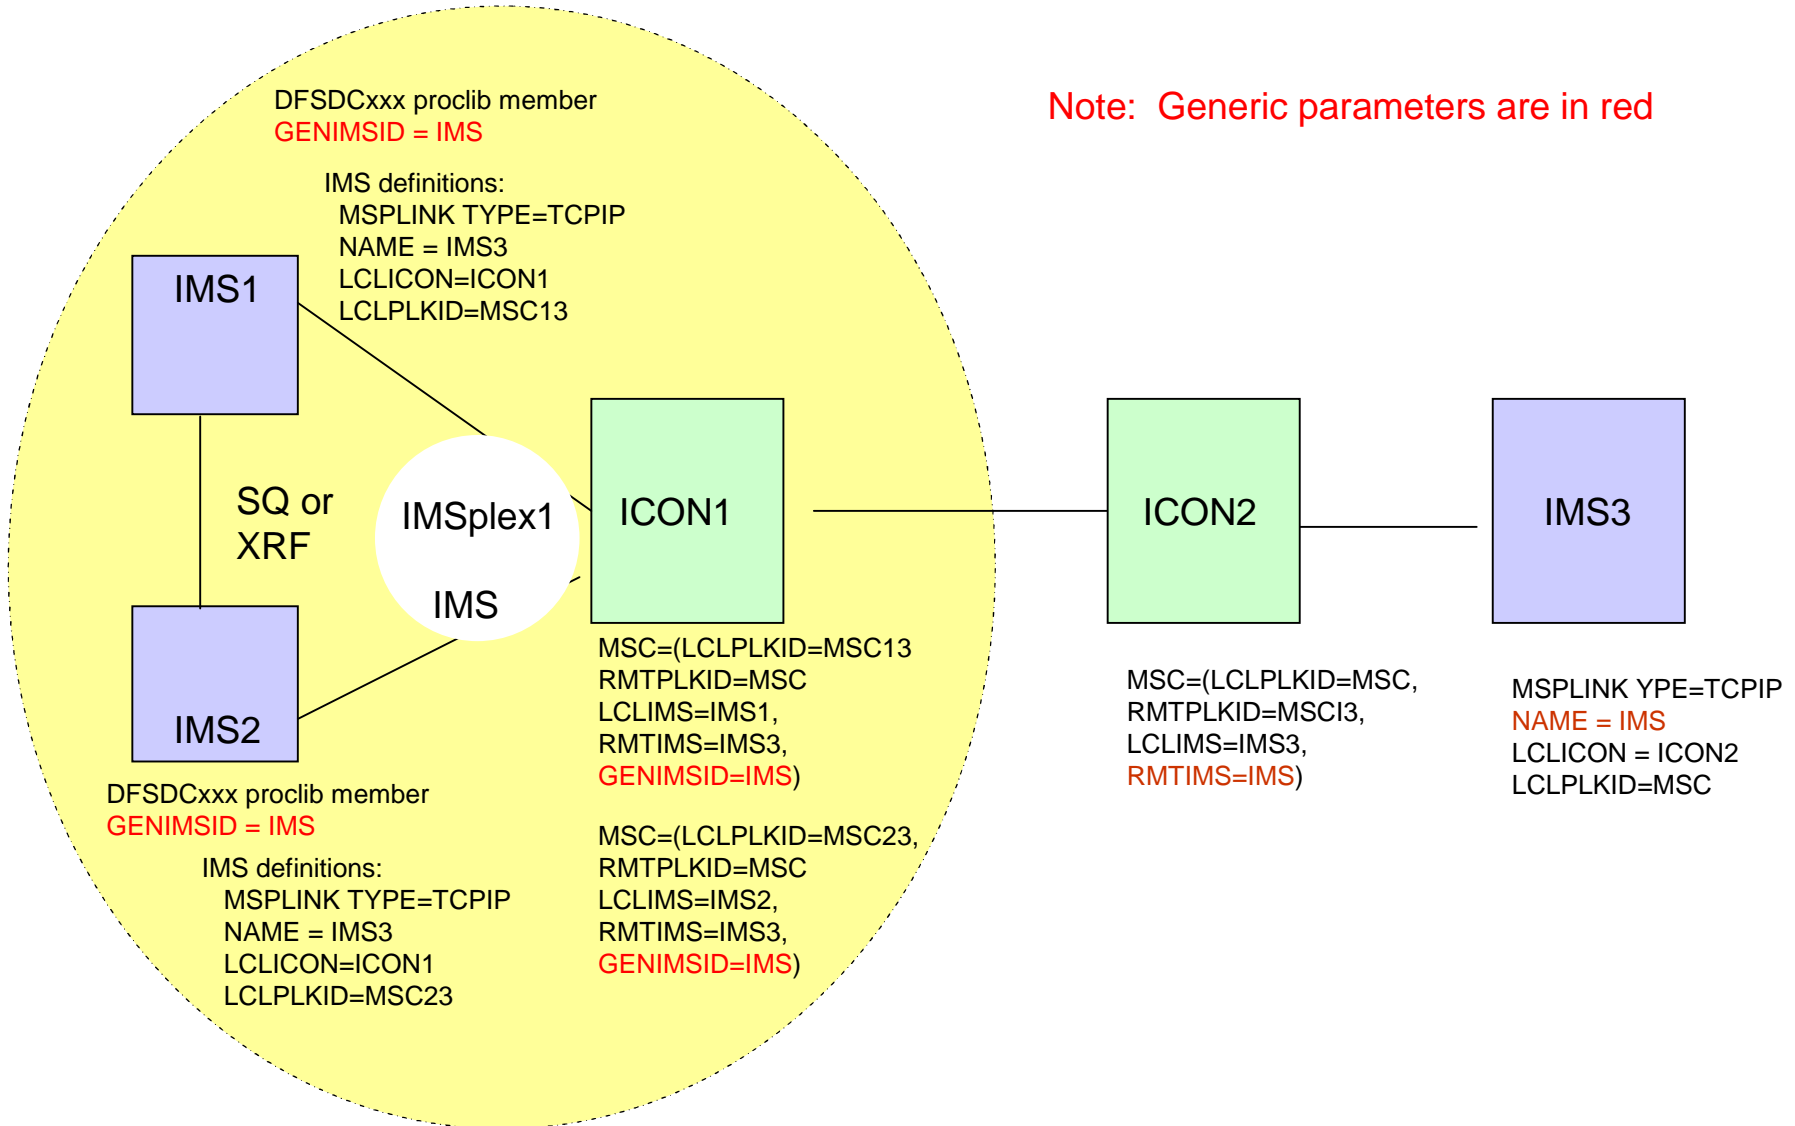 DFSDCxxx proclib member
GENIMSID = IMS
Note: Generic parameters are in red
IMS definitions:
MSPLINK TYPE=TCPIP
NAME = IMS3
LCLICON=ICON1
LCLPLKID=MSC13
IMS1
SQ or
XRF
IMSplex1
IMS
ICON1
ICON2
IMS3
IMS2
MSC=(LCLPLKID=MSC13
RMTPLKID=MSC
LCLIMS=IMS1,
RMTIMS=IMS3,
GENIMSID=IMS)
MSC=(LCLPLKID=MSC23,
RMTPLKID=MSC
LCLIMS=IMS2,
RMTIMS=IMS3,
GENIMSID=IMS)
MSC=(LCLPLKID=MSC,
RMTPLKID=MSCI3,
LCLIMS=IMS3,
RMTIMS=IMS)
MSPLINK YPE=TCPIP
NAME = IMS
LCLICON = ICON2
LCLPLKID=MSC
DFSDCxxx proclib member
GENIMSID = IMS
IMS definitions:
MSPLINK TYPE=TCPIP
NAME = IMS3
LCLICON=ICON1
LCLPLKID=MSC23